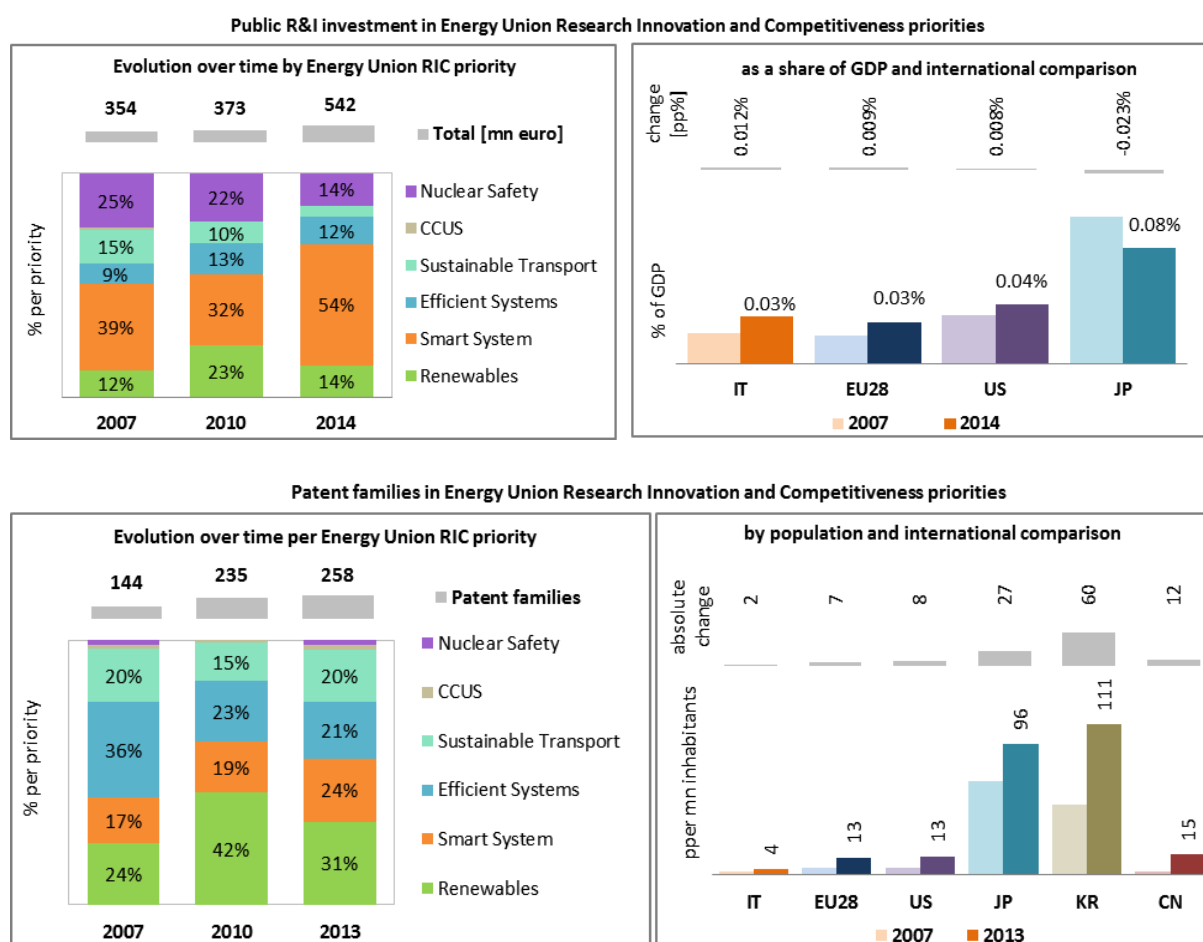 Public R&I investment in Energy Union Research Innovation and Competitiveness priorities
Evolution over time by Energy Union RIC priority
354 373 542
Total [mn euro]
% per priority
25% 22% 14%
15% 10%
9% 13% 12%
39% 32% 54%
12% 23% 14%
Nuclear Safety
CCUS
Sustainable Transport
Efficient Systems
Smart System
Renewables
2007 2010 2014
as a share of GDP and international comparison
change
[pp%]
0.012% 0.009% 0.008% -0.023%
% of GDP
0.03% 0.03% 0.04% 0.08%
IT EU28 US JP
2007 2014
Patent families in Energy Union Research Innovation and Competitiveness priorities
Evolution over time per Energy Union RIC priority
144 235 258
Patent families
% per priority
20% 15% 20%
36% 23% 21%
17% 19% 24%
24% 42% 31%
Nuclear Safety
CCUS
Sustainable Transport
Efficient Systems
Smart System
Renewables
2007 2010 2013
by population and international comparison
absolute
change
2 7 8 27 60 12
pper mn inhabitants
4 13 13 96 111 15
IT EU28 US JP KR CN
2007 2013